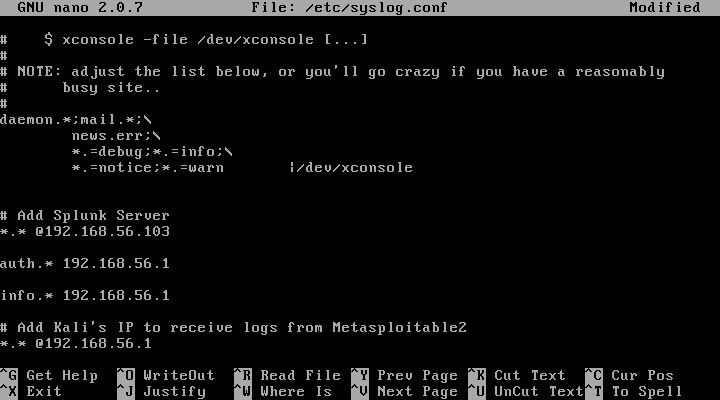 GNU nano 2.0.7 File: /etc/syslog.conf Modified
#    $ xconsole -file /dev/xconsole [...]
#
# NOTE: adjust the list below, or you'll go crazy if you have a reasonably
#      busy site..
#
daemon.*;mail.*;\
        news.err;\
        *.=debug;*.=info;\
        *.=notice;*.=warn       |/dev/xconsole
# Add Splunk Server
*.* @192.168.56.103
auth.* 192.168.56.1
info.* 192.168.56.1
# Add Kali's IP to receive logs from Metasploitable2
*.* @192.168.56.1
^G Get Help  ^O WriteOut  ^R Read File ^Y Prev Page ^K Cut Text  ^C Cur Pos
^X Exit      ^J Justify   ^W Where Is  ^V Next Page ^U UnCut Text^T To Spell